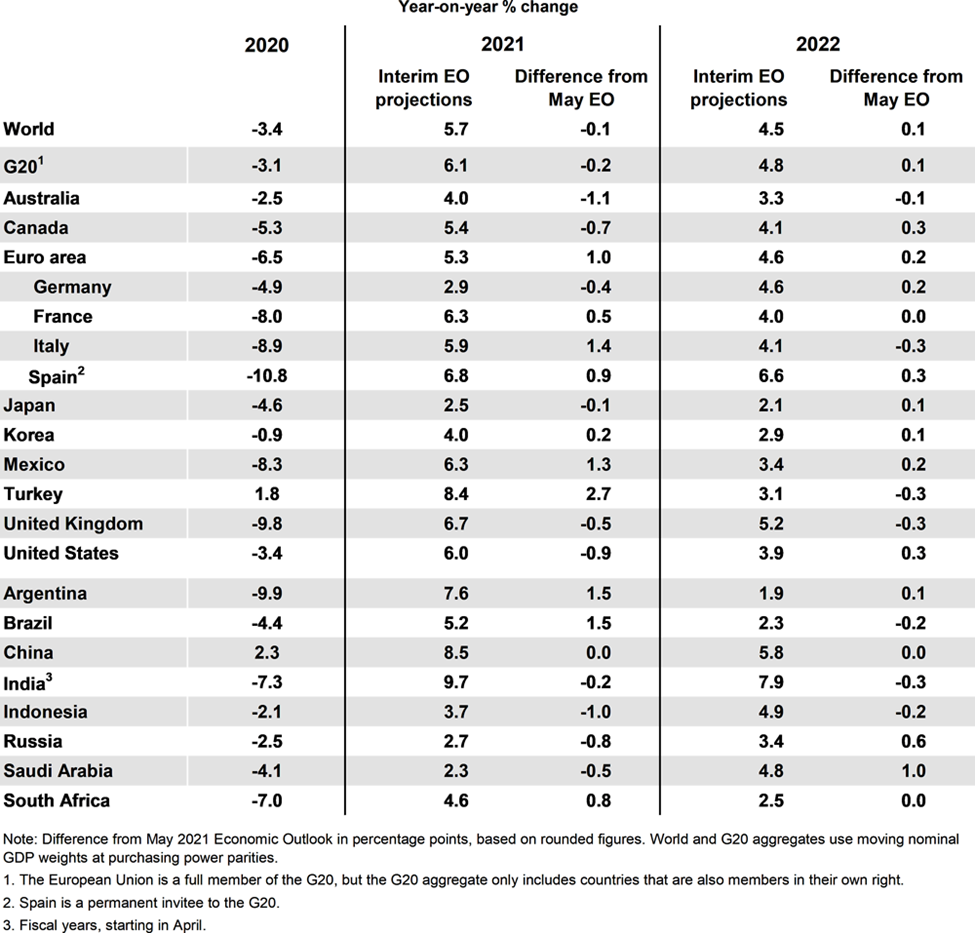 Year-on-year % change
2020 2021 2022
Interim EO projections Difference from May EO Interim EO projections Difference from May EO
World -3.4 5.7 -0.1 4.5 0.1
G20¹ -3.1 6.1 -0.2 4.8 0.1
Australia -2.5 4.0 -1.1 3.3 -0.1
Canada -5.3 5.4 -0.7 4.1 0.3
Euro area -6.5 5.3 1.0 4.6 0.2
Germany -4.9 2.9 -0.4 4.6 0.2
France -8.0 6.3 0.5 4.0 0.0
Italy -8.9 5.9 1.4 4.1 -0.3
Spain² -10.8 6.8 0.9 6.6 0.3
Japan -4.6 2.5 -0.1 2.1 0.1
Korea -0.9 4.0 0.2 2.9 0.1
Mexico -8.3 6.3 1.3 3.4 0.2
Turkey 1.8 8.4 2.7 3.1 -0.3
United Kingdom -9.8 6.7 -0.5 5.2 -0.3
United States -3.4 6.0 -0.9 3.9 0.3
Argentina -9.9 7.6 1.5 1.9 0.1
Brazil -4.4 5.2 1.5 2.3 -0.2
China 2.3 8.5 0.0 5.8 0.0
India³ -7.3 9.7 -0.2 7.9 -0.3
Indonesia -2.1 3.7 -1.0 4.9 -0.2
Russia -2.5 2.7 -0.8 3.4 0.6
Saudi Arabia -4.1 2.3 -0.5 4.8 1.0
South Africa -7.0 4.6 0.8 2.5 0.0
Note: Difference from May 2021 Economic Outlook in percentage points, based on rounded figures. World and G20 aggregates use moving nominal
GDP weights at purchasing power parities.
1. The European Union is a full member of the G20, but the G20 aggregate only includes countries that are also members in their own right.
2. Spain is a permanent invitee to the G20.
3. Fiscal years, starting in April.